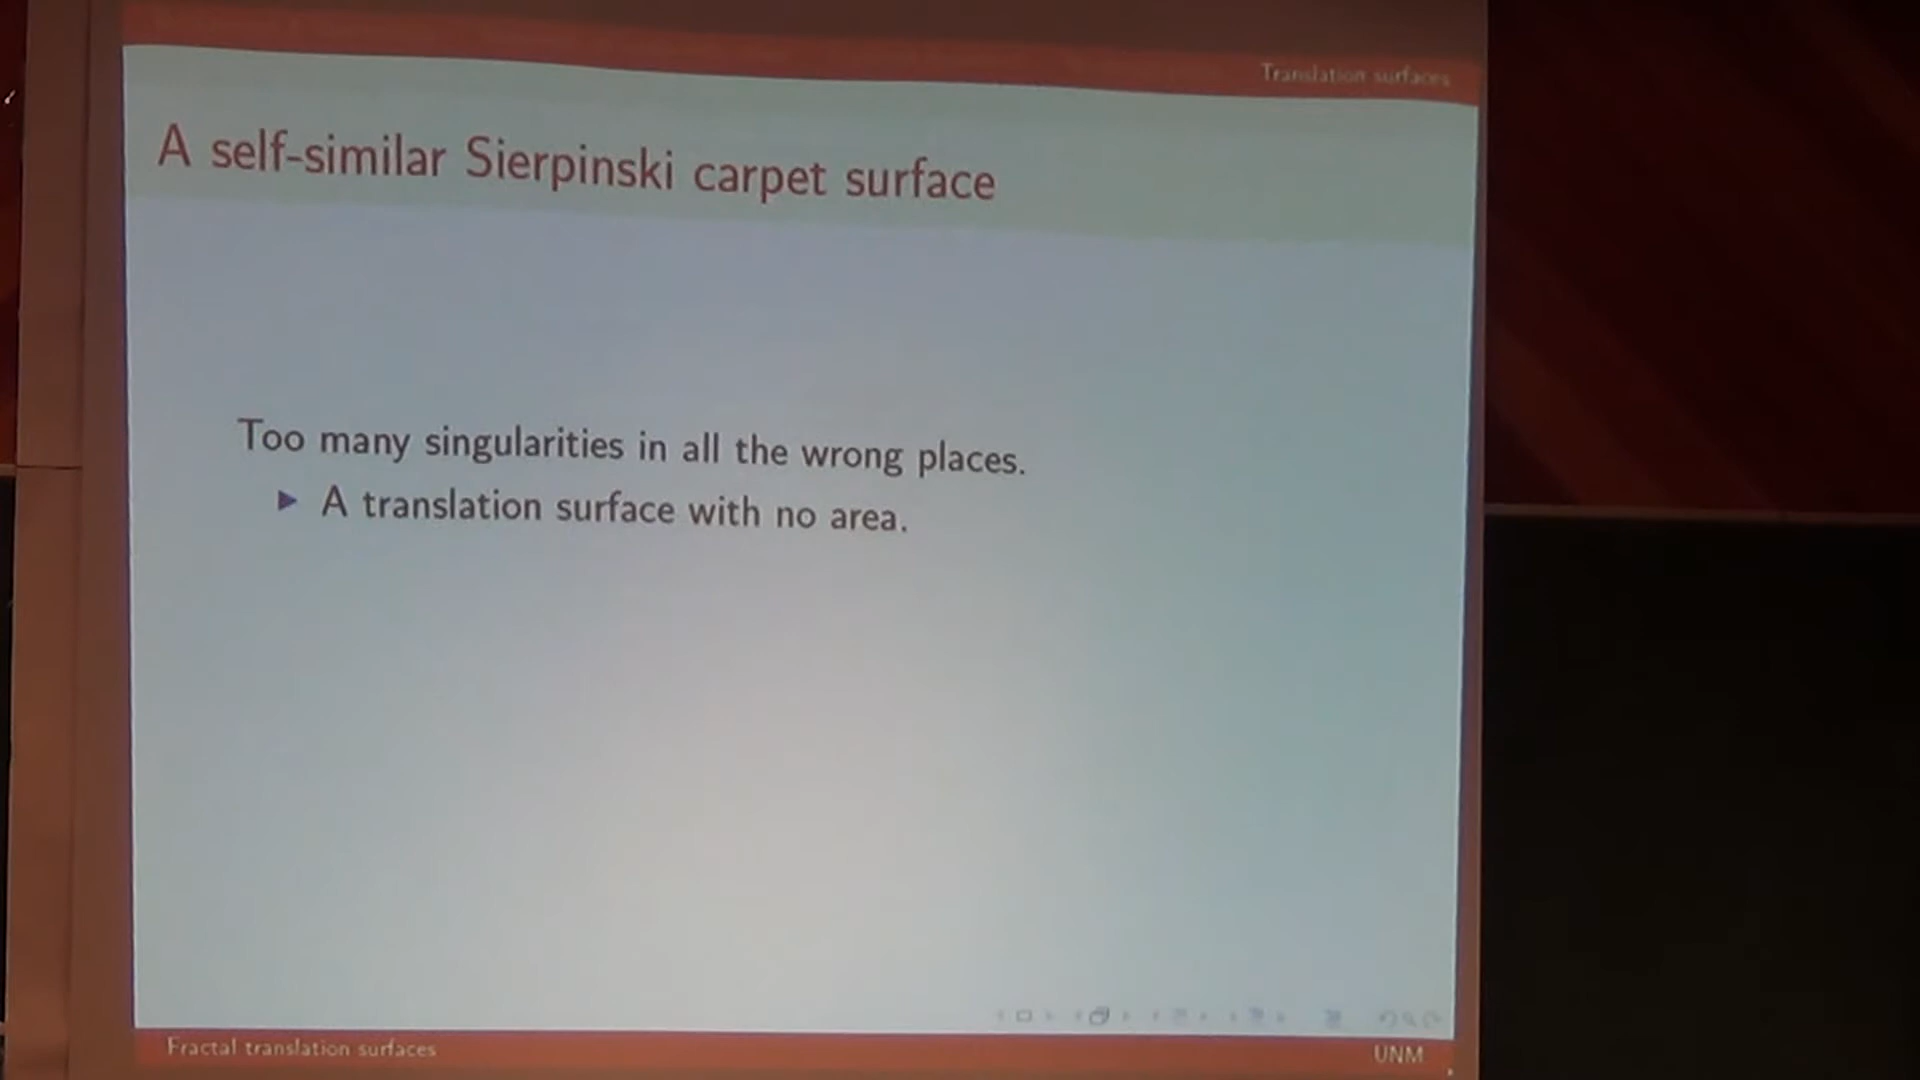 Translation surfaces
A self-similar Sierpinski carpet surface
Too many singularities in all the wrong places.
A translation surface with no area.
Fractal translation surfaces
UNM